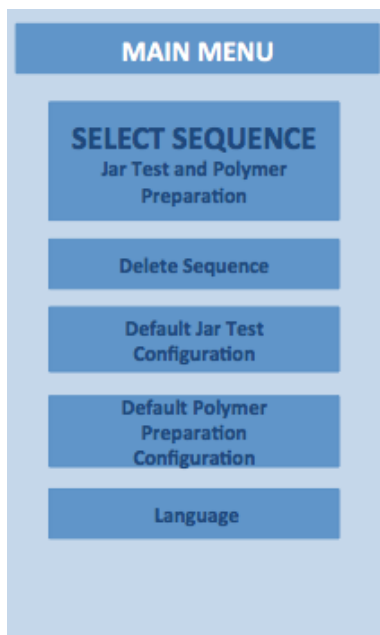 MAIN MENU
SELECT SEQUENCE
Jar Test and Polymer
Preparation
Delete Sequence
Default Jar Test
Configuration
Default Polymer
Preparation
Configuration
Language